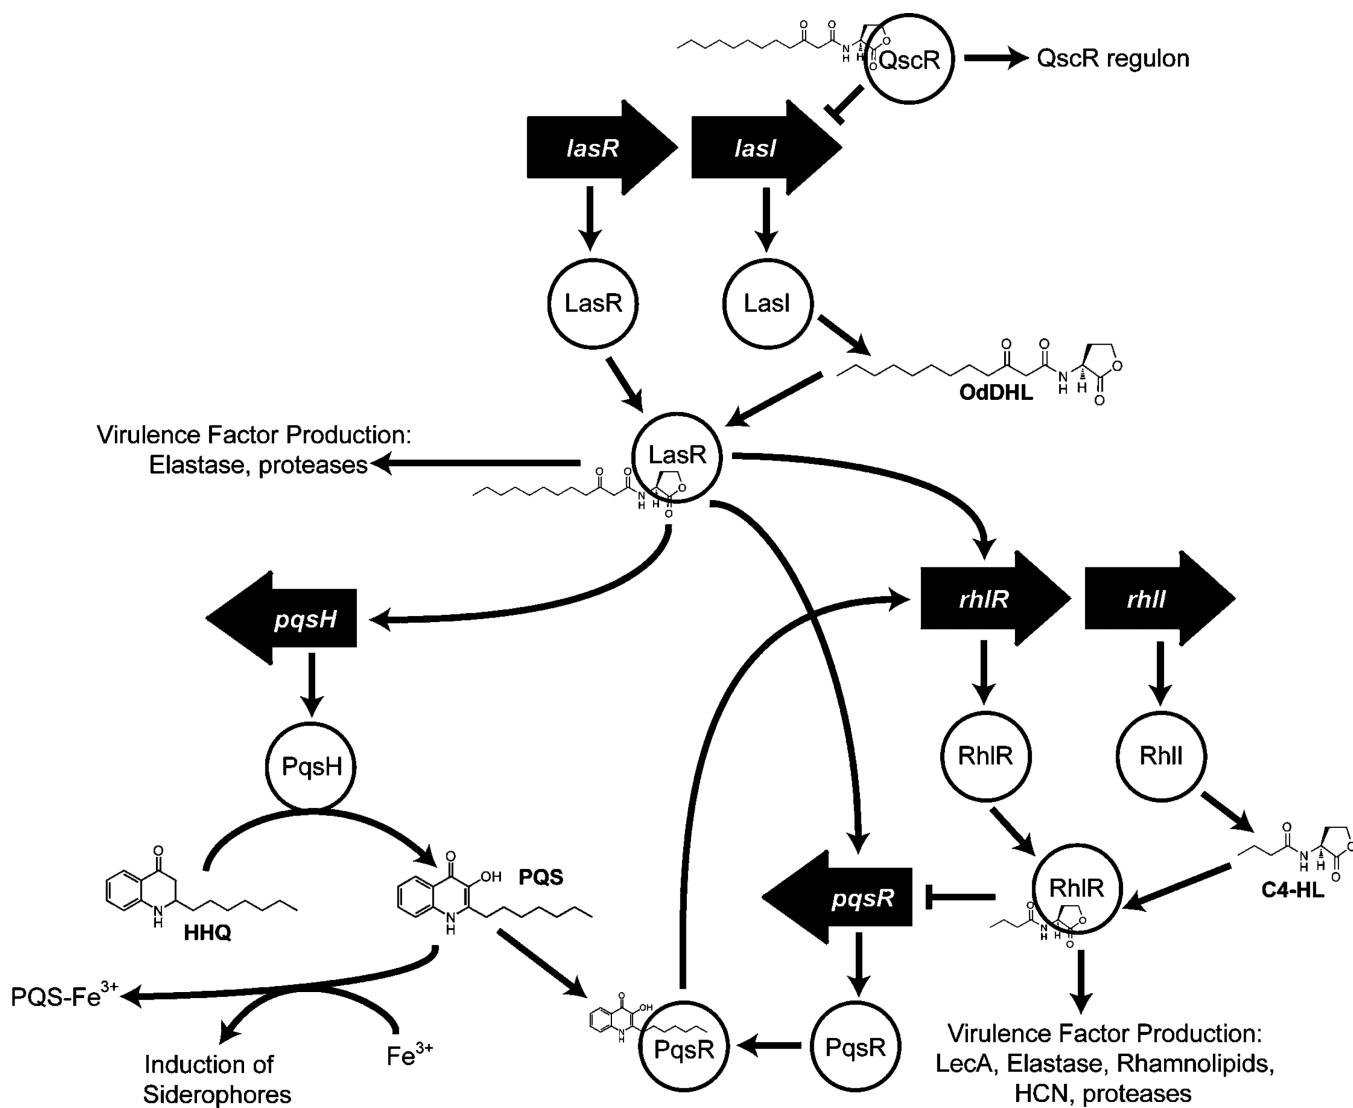 QscR
QscR regulon
lasR
lasI
LasR
LasI
OdDHL
Virulence Factor Production:
Elastase, proteases
LasR
pqsH
rhlR
rhlI
PqsH
RhlR
RhlI
HHQ
PQS
pqsR
RhlR
C4-HL
PQS-Fe³⁺
Fe³⁺
Induction of
Siderophores
PqsR
PqsR
Virulence Factor Production:
LecA, Elastase, Rhamnolipids,
HCN, proteases
O
O
N
H
H
O
O
O
O
N
H
H
O
O
O
O
N
H
H
O
O
O
N
H
O
OH
N
H
O
OH
N
H
O
N
H
H
O
O
O
N
H
H
O
O